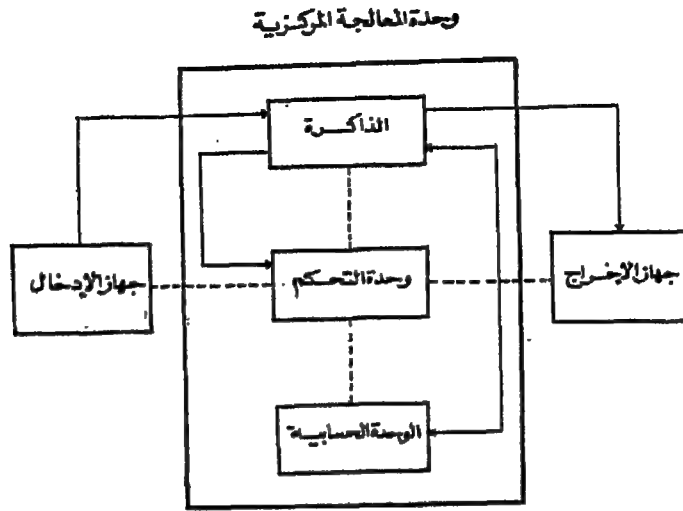 وحدة المعالجة المركزية
الذاكرة
جهاز الإدخال
وحدة التحكم
جهاز الإخراج
الوحدة الحسابية